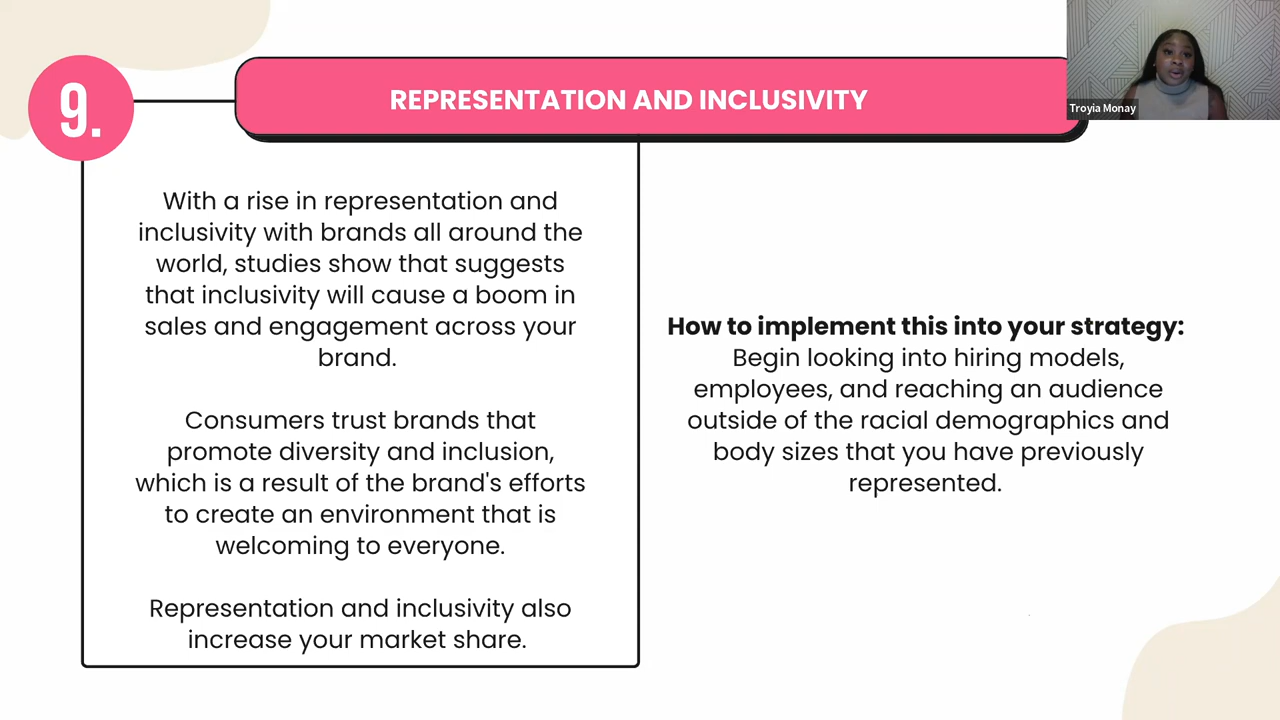 9.
REPRESENTATION AND INCLUSIVITY
Troyia Monay
With a rise in representation and
inclusivity with brands all around the
world, studies show that suggests
that inclusivity will cause a boom in
sales and engagement across your
brand.
Consumers trust brands that
promote diversity and inclusion,
which is a result of the brand's efforts
to create an environment that is
welcoming to everyone.
Representation and inclusivity also
increase your market share.
How to implement this into your strategy:
Begin looking into hiring models,
employees, and reaching an audience
outside of the racial demographics and
body sizes that you have previously
represented.